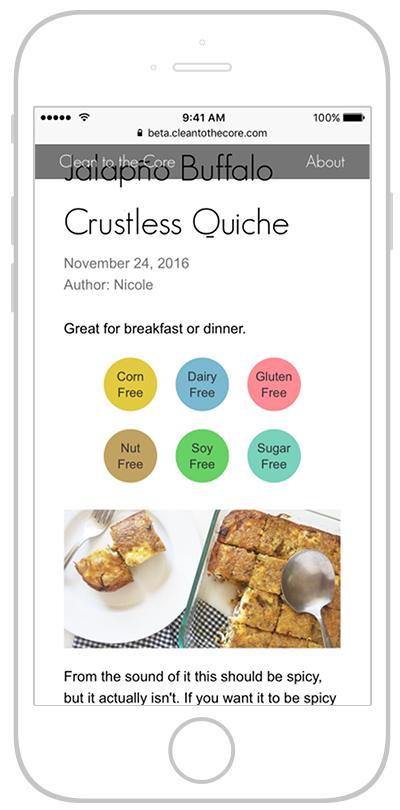 9:41 AM
100%
beta.cleantothecore.com
Clean to the Core
About
Jalapño Buffalo
Crustless Quiche
November 24, 2016
Author: Nicole
Great for breakfast or dinner.
Corn
Free
Dairy
Free
Gluten
Free
Nut
Free
Soy
Free
Sugar
Free
From the sound of it this should be spicy,
but it actually isn't. If you want it to be spicy